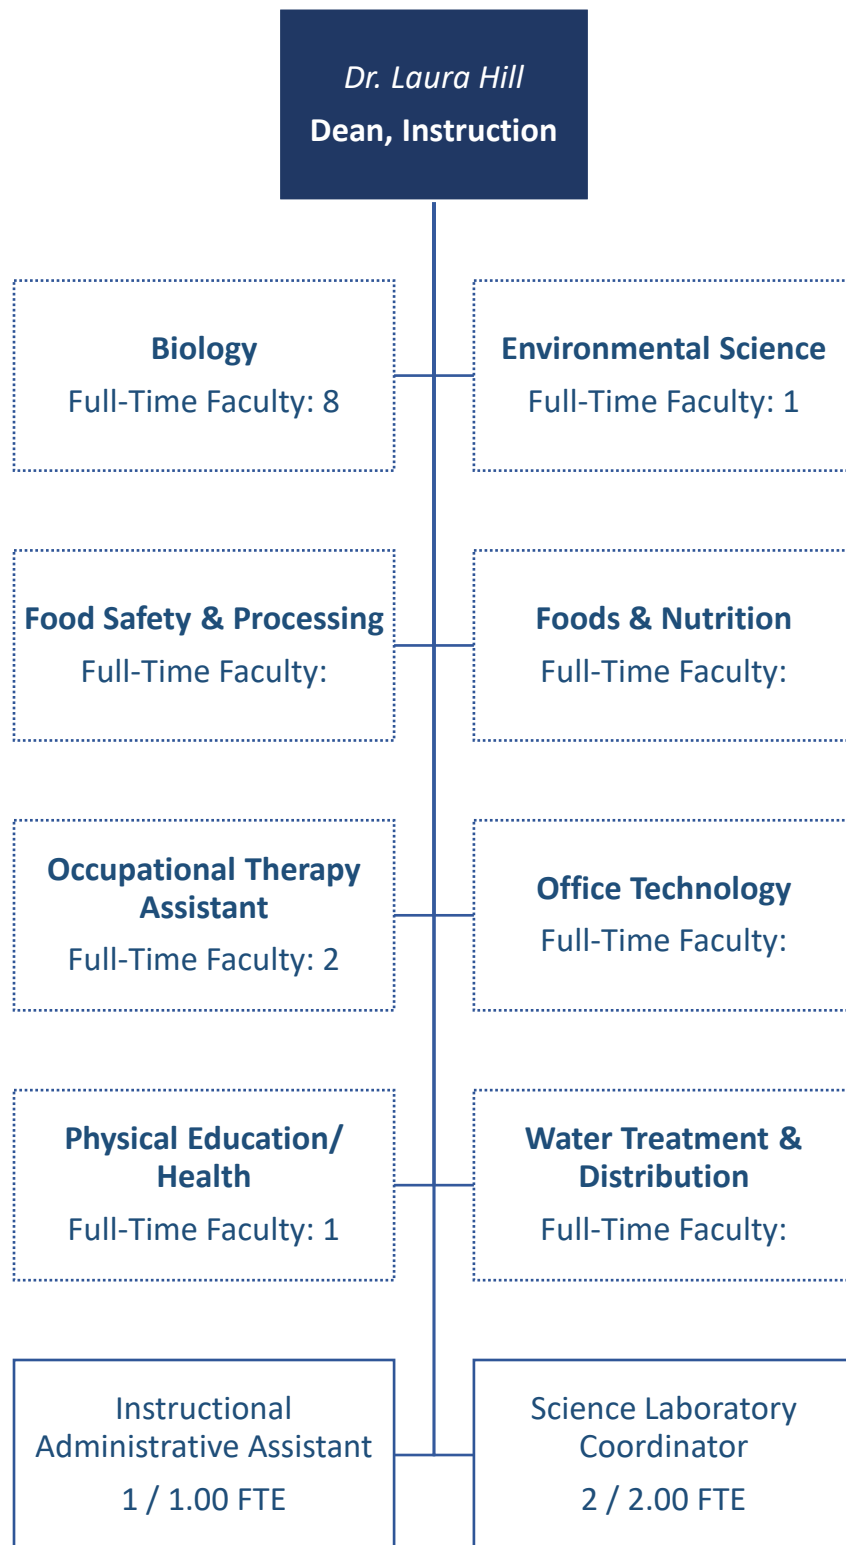 Dr. Laura Hill
Dean, Instruction
Biology
Full-Time Faculty: 8
Environmental Science
Full-Time Faculty: 1
Food Safety & Processing
Full-Time Faculty:
Foods & Nutrition
Full-Time Faculty:
Occupational Therapy
Assistant
Full-Time Faculty: 2
Office Technology
Full-Time Faculty:
Physical Education/
Health
Full-Time Faculty: 1
Water Treatment &
Distribution
Full-Time Faculty:
Instructional
Administrative Assistant
1 / 1.00 FTE
Science Laboratory
Coordinator
2 / 2.00 FTE